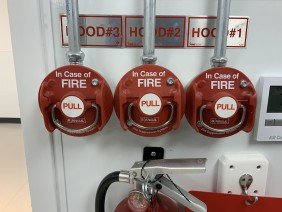 HOOD#3
HOOD#2
HOOD#1
In Case of
FIRE
PULL
In Case of
FIRE
PULL
In Case of
FIRE
PULL